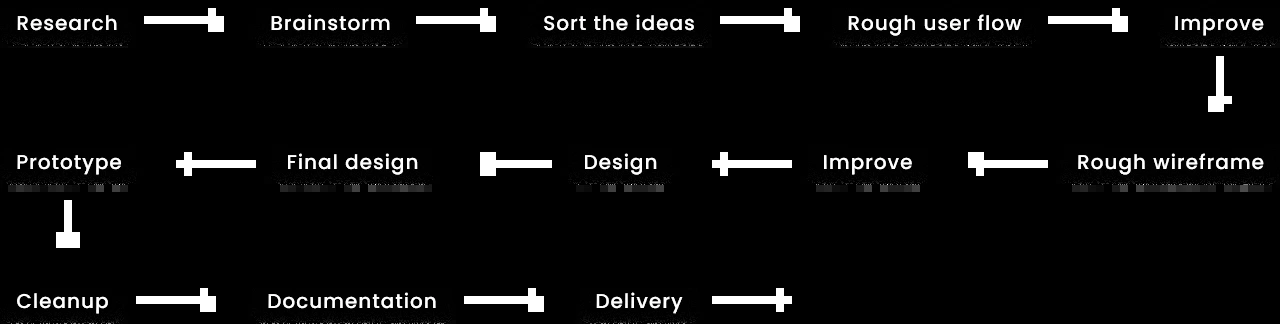 Research Brainstorm Sort the ideas Rough user flow Improve
Prototype Final design Design Improve Rough wireframe
Cleanup Documentation Delivery